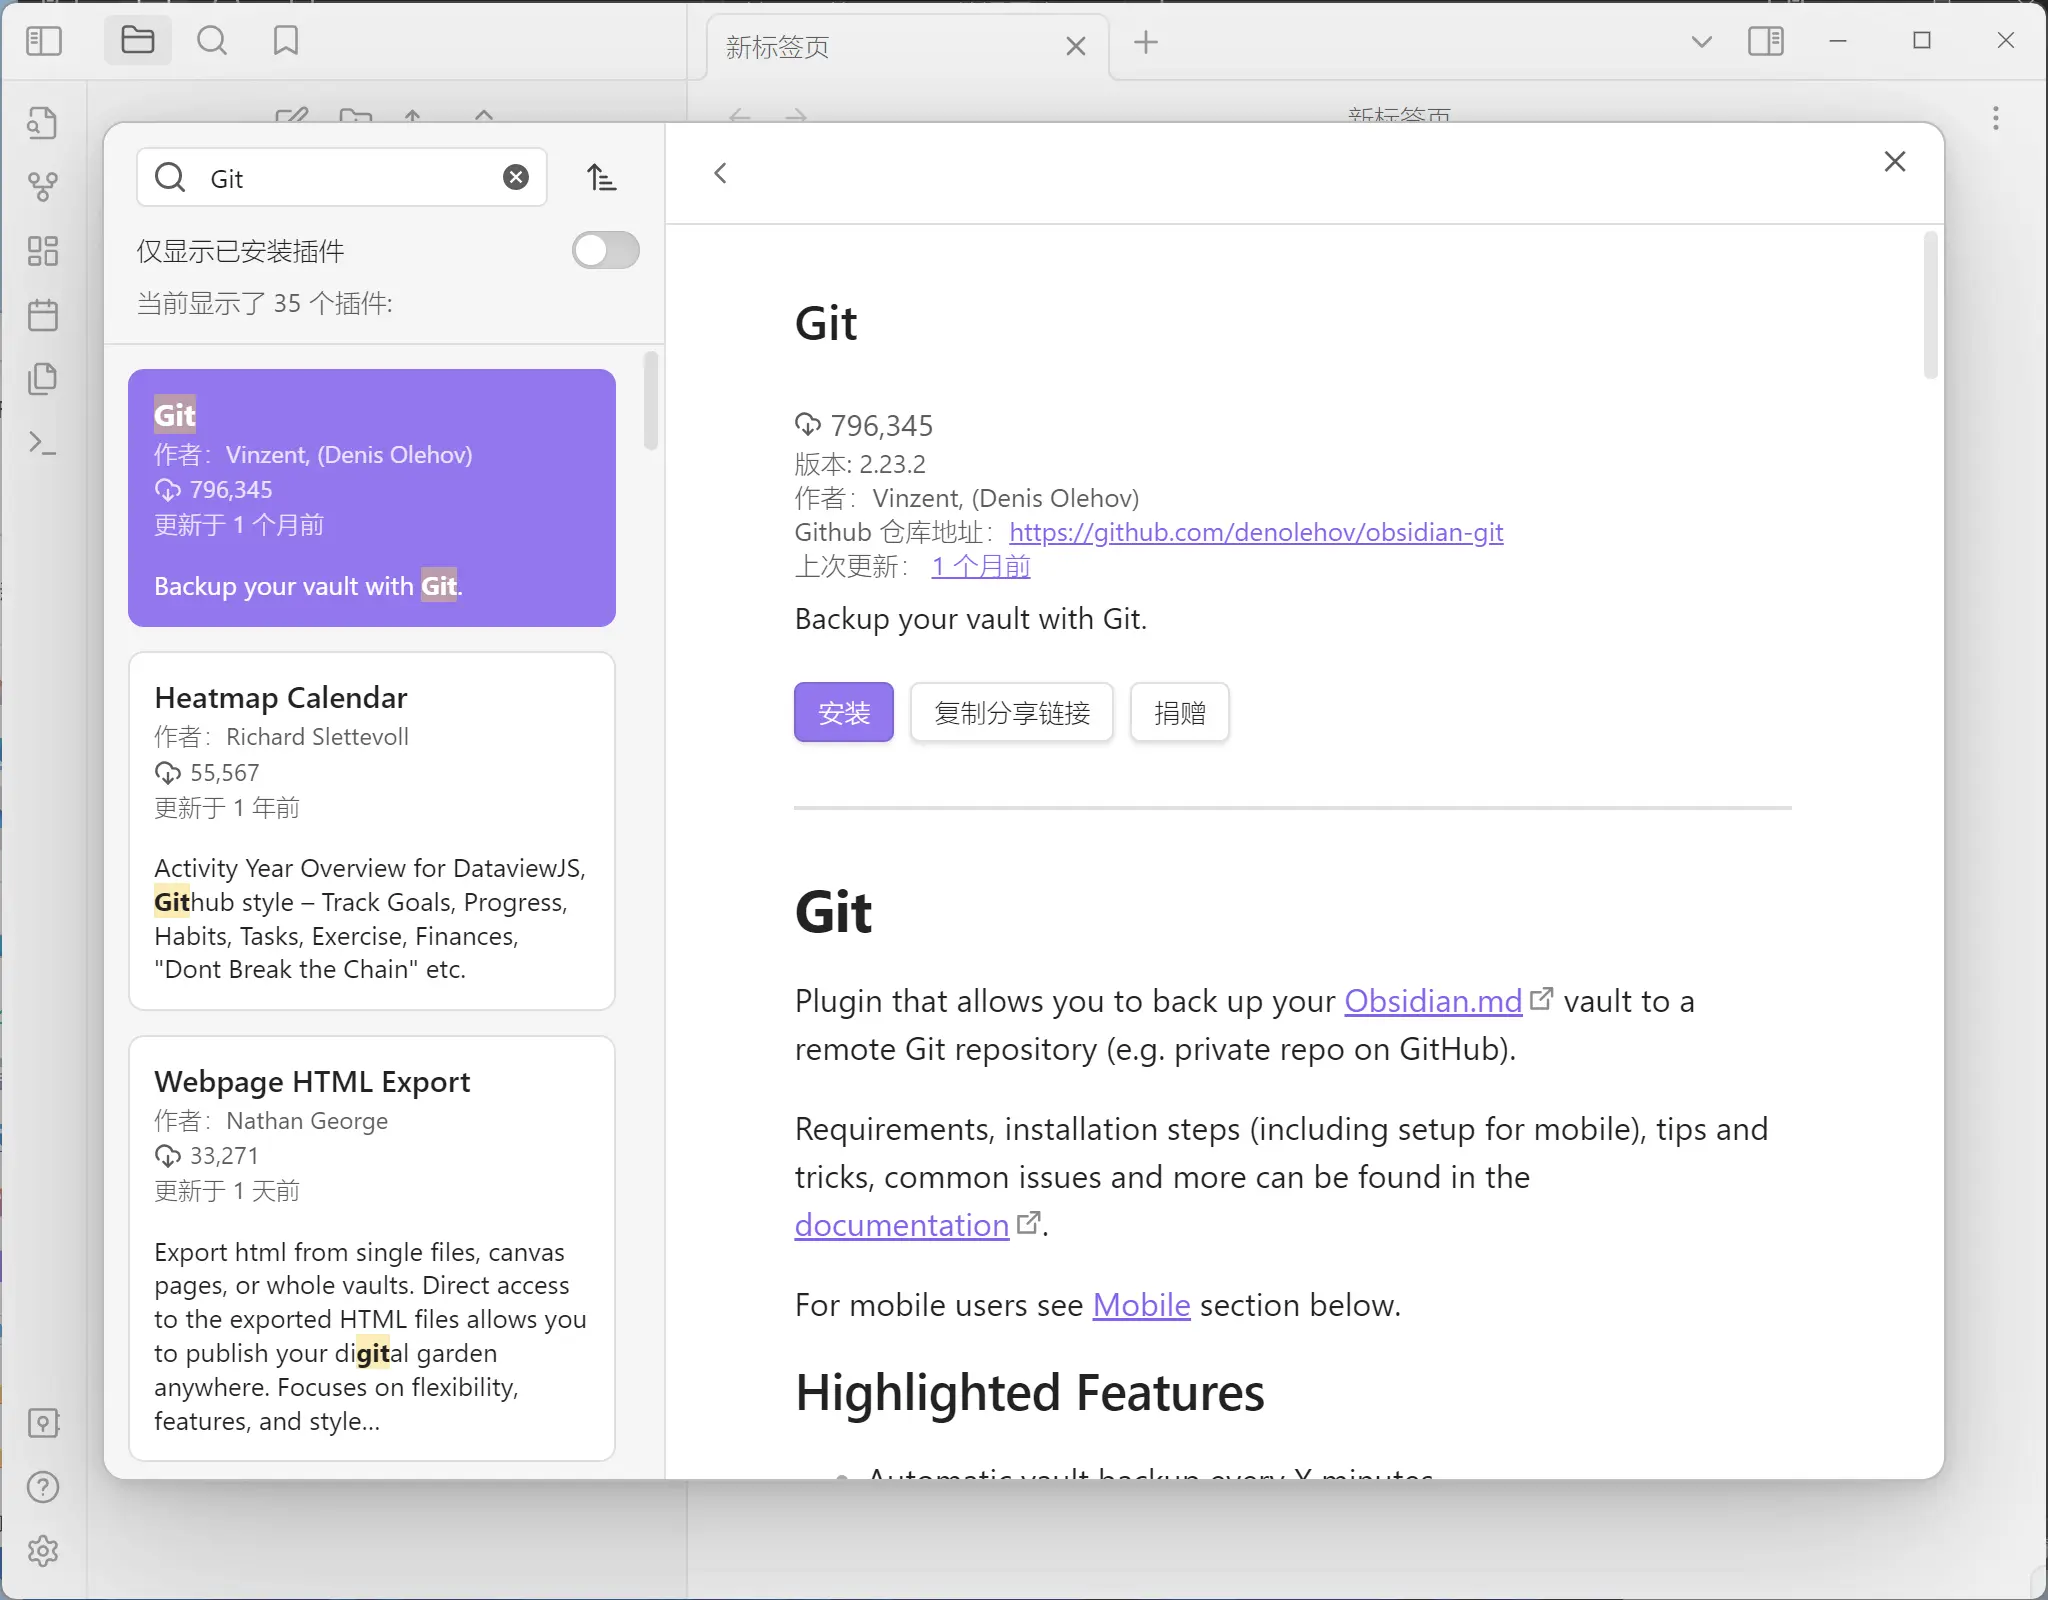 新标签页
新标签页
Git
仅显示已安装插件
当前显示了 35 个插件:
Git
作者：Vinzent, (Denis Olehov)
796,345
更新于 1 个月前
Backup your vault with Git.
Heatmap Calendar
作者：Richard Slettevoll
55,567
更新于 1 年前
Activity Year Overview for DataviewJS,
Github style – Track Goals, Progress,
Habits, Tasks, Exercise, Finances,
"Dont Break the Chain" etc.
Webpage HTML Export
作者：Nathan George
33,271
更新于 1 天前
Export html from single files, canvas
pages, or whole vaults. Direct access
to the exported HTML files allows you
to publish your digital garden
anywhere. Focuses on flexibility,
features, and style...
Git
796,345
版本: 2.23.2
作者：Vinzent, (Denis Olehov)
Github 仓库地址：https://github.com/denolehov/obsidian-git
上次更新：1 个月前
Backup your vault with Git.
安装 复制分享链接 捐赠
Git
Plugin that allows you to back up your Obsidian.md vault to a
remote Git repository (e.g. private repo on GitHub).
Requirements, installation steps (including setup for mobile), tips and
tricks, common issues and more can be found in the
documentation.
For mobile users see Mobile section below.
Highlighted Features
Automatic vault backup every X minutes